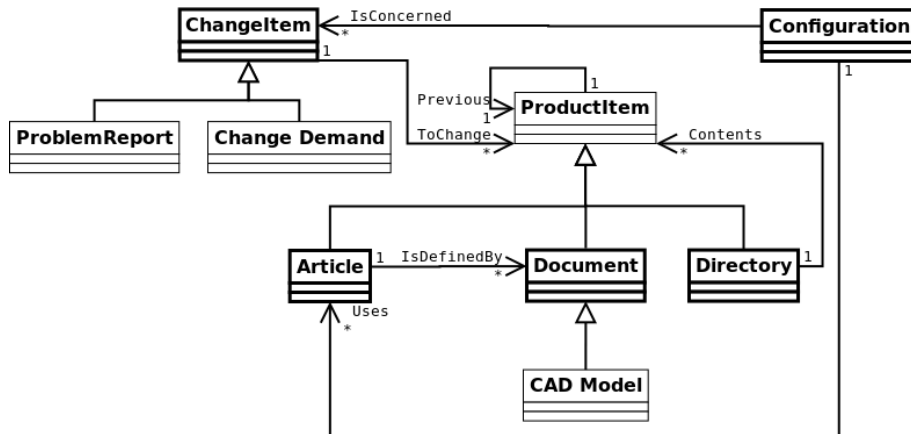 IsConcerned
ChangeItem
*
Configuration
1
1
1
Previous
ProductItem
1
ProblemReport
Change Demand
ToChange
*
Contents
*
Article
1
IsDefinedBy
*
Document
Directory
1
Uses
*
CAD Model